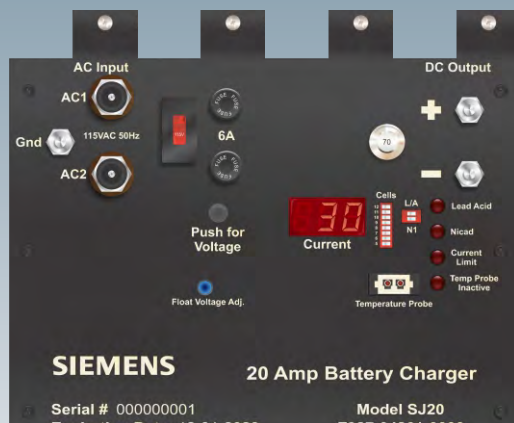 AC Input
DC Output
AC1
Gnd
115VAC 50Hz
6A
AC2
70
Cells
L/A
N1
30
Current
Push for
Voltage
Lead Acid
Nicad
Current
Limit
Temp Probe
Inactive
Float Voltage Adj.
Temperature Probe
SIEMENS
20 Amp Battery Charger
Serial # 000000001
Model SJ20